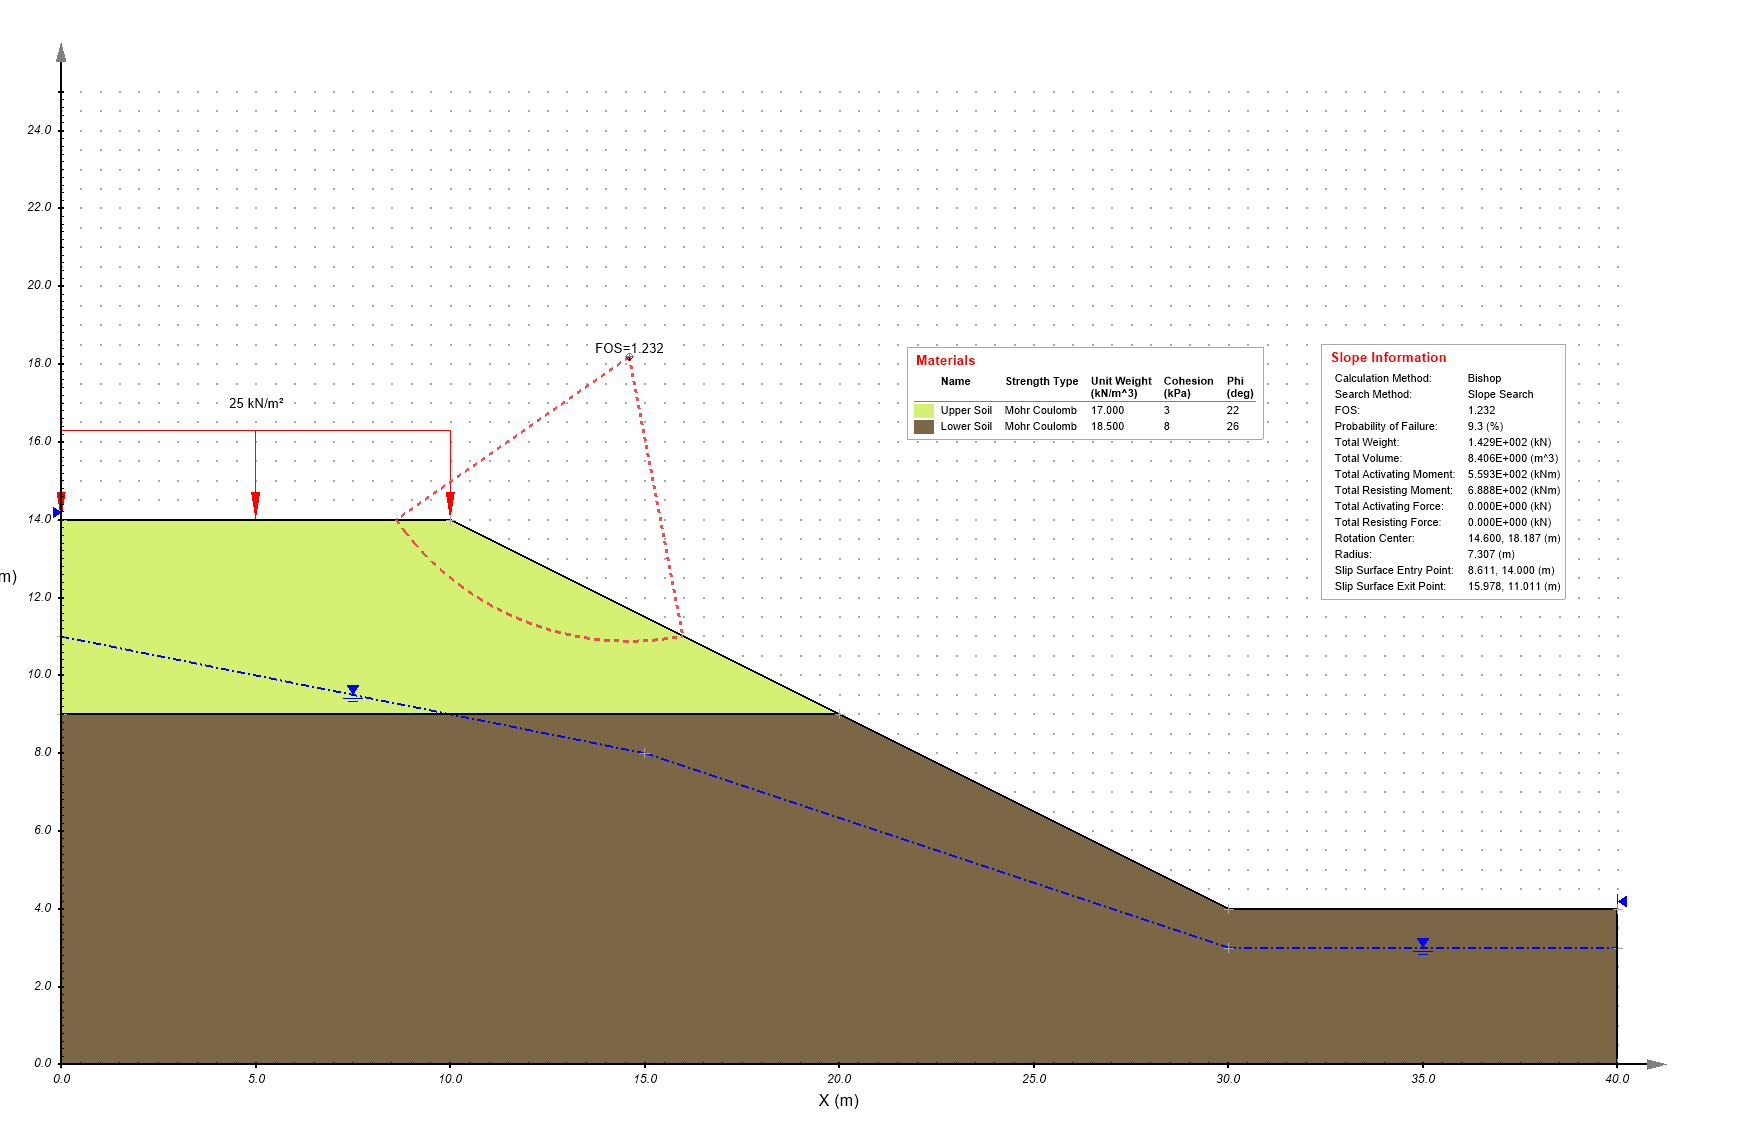 24.0
22.0
20.0
18.0
16.0
14.0
12.0
10.0
8.0
6.0
4.0
2.0
0.0
m)
25 kN/m²
FOS=1.232
Materials
Name Strength Type Unit Weight (kN/m^3) Cohesion (kPa) Phi (deg)
Upper Soil Mohr Coulomb 17.000 3 22
Lower Soil Mohr Coulomb 18.500 8 26
Slope Information
Calculation Method: Bishop
Search Method: Slope Search
FOS: 1.232
Probability of Failure: 9.3 (%)
Total Weight: 1.429E+002 (kN)
Total Volume: 8.406E+000 (m^3)
Total Activating Moment: 5.593E+002 (kNm)
Total Resisting Moment: 6.888E+002 (kNm)
Total Activating Force: 0.000E+000 (kN)
Total Resisting Force: 0.000E+000 (kN)
Rotation Center: 14.600, 18.187 (m)
Radius: 7.307 (m)
Slip Surface Entry Point: 8.611, 14.000 (m)
Slip Surface Exit Point: 15.978, 11.011 (m)
0.0 5.0 10.0 15.0 20.0 25.0 30.0 35.0 40.0
X (m)